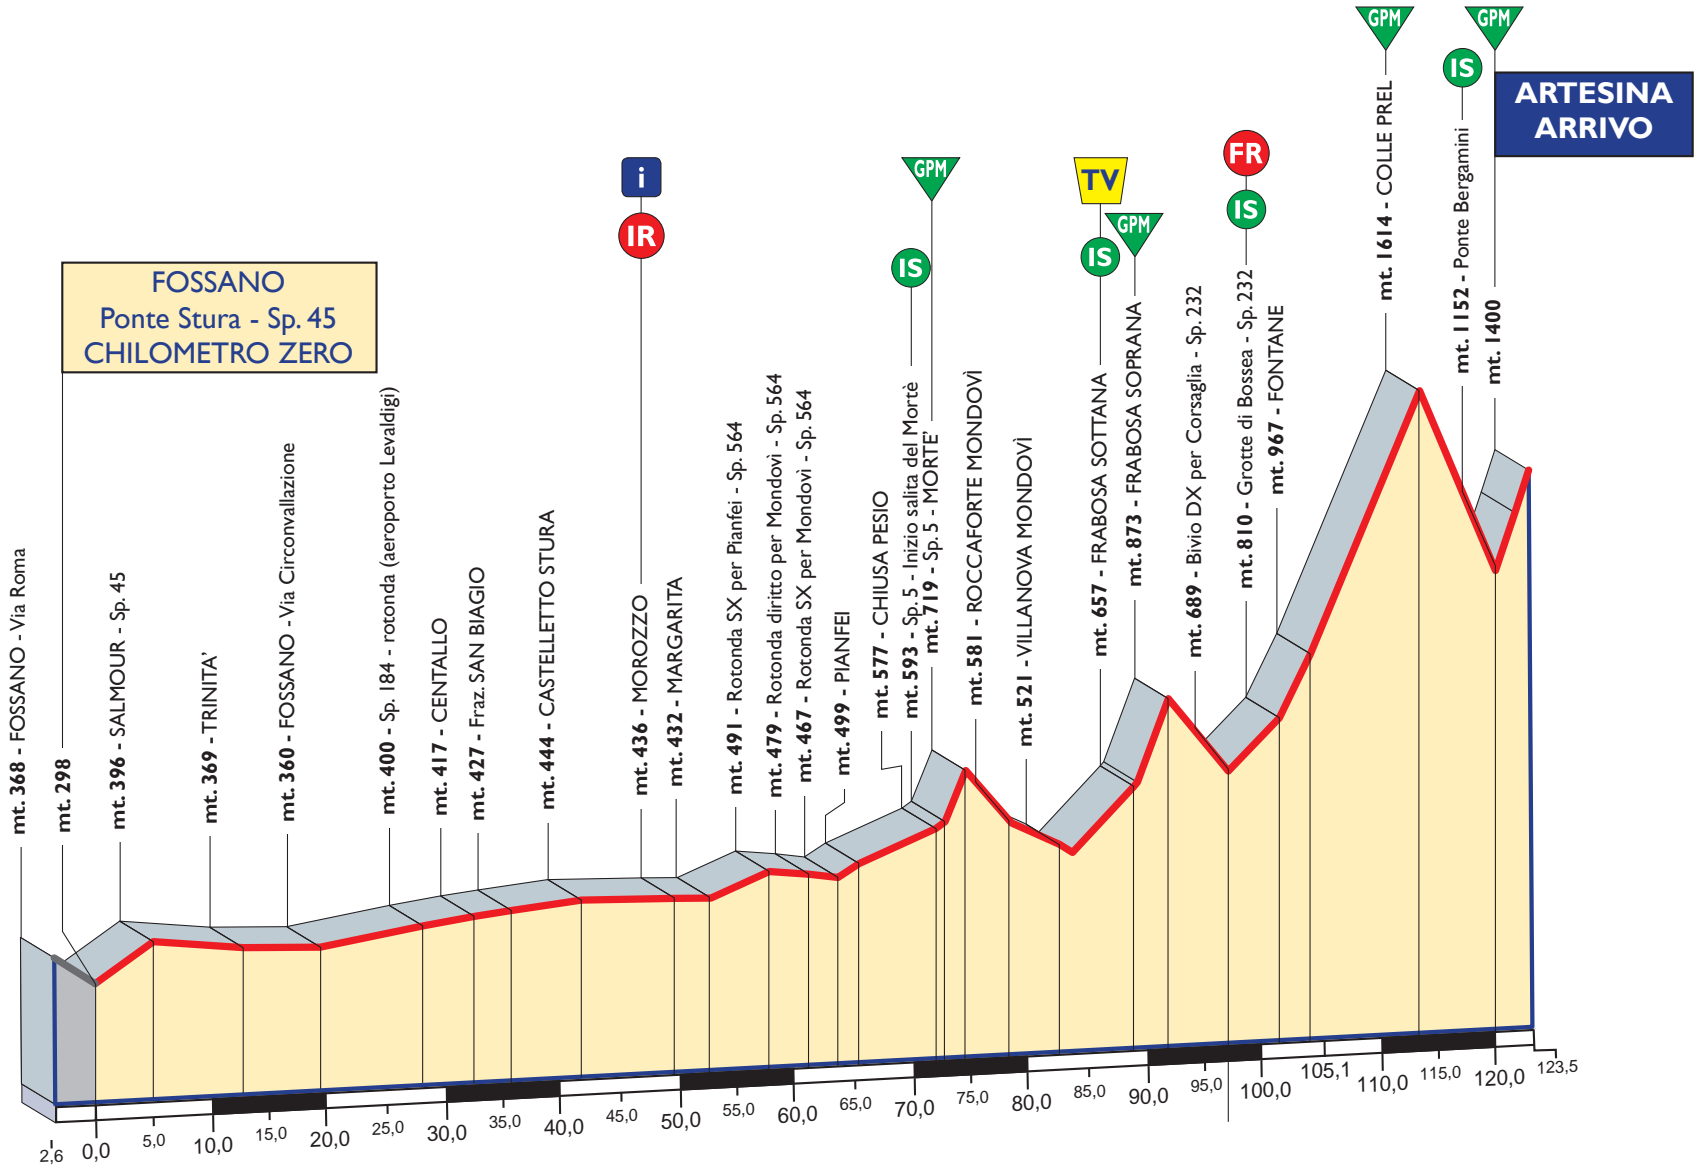 GPM
GPM
IS
ARTESINA
ARRIVO
i
IR
GPM
TV
FR
IS
GPM
IS
IS
FOSSANO
Ponte Stura - Sp. 45
CHILOMETRO ZERO
mt. 368 - FOSSANO - Via Roma
mt. 298
mt. 396 - SALMOUR - Sp. 45
mt. 369 - TRINITA’
mt. 360 - FOSSANO - Via Circonvallazione
mt. 400 - Sp. 184 - rotonda (aeroporto Levaldigi)
mt. 417 - CENTALLO
mt. 427 - Fraz. SAN BIAGIO
mt. 444 - CASTELLETTO STURA
mt. 436 - MOROZZO
mt. 432 - MARGARITA
mt. 491 - Rotonda SX per Pianfei - Sp. 564
mt. 479 - Rotonda diritto per Mondovì - Sp. 564
mt. 467 - Rotonda SX per Mondovì - Sp. 564
mt. 499 - PIANFEI
mt. 577 - CHIUSA PESIO
mt. 593 - Sp. 5 - Inizio salita del Mortè
mt. 719 - Sp. 5 - MORTE’
mt. 581 - ROCCAFORTE MONDOVÌ
mt. 521 - VILLANOVA MONDOVÌ
mt. 657 - FRABOSA SOTTANA
mt. 873 - FRABOSA SOPRANA
mt. 689 - Bivio DX per Corsaglia - Sp. 232
mt. 810 - Grotte di Bossea - Sp. 232
mt. 967 - FONTANE
mt. 1614 - COLLE PREL
mt. 1152 - Ponte Bergamini
mt. 1400
2,6
0,0
5,0
10,0
15,0
20,0
25,0
30,0
35,0
40,0
45,0
50,0
55,0
60,0
65,0
70,0
75,0
80,0
85,0
90,0
95,0
100,0
105,1
110,0
115,0
120,0
123,5